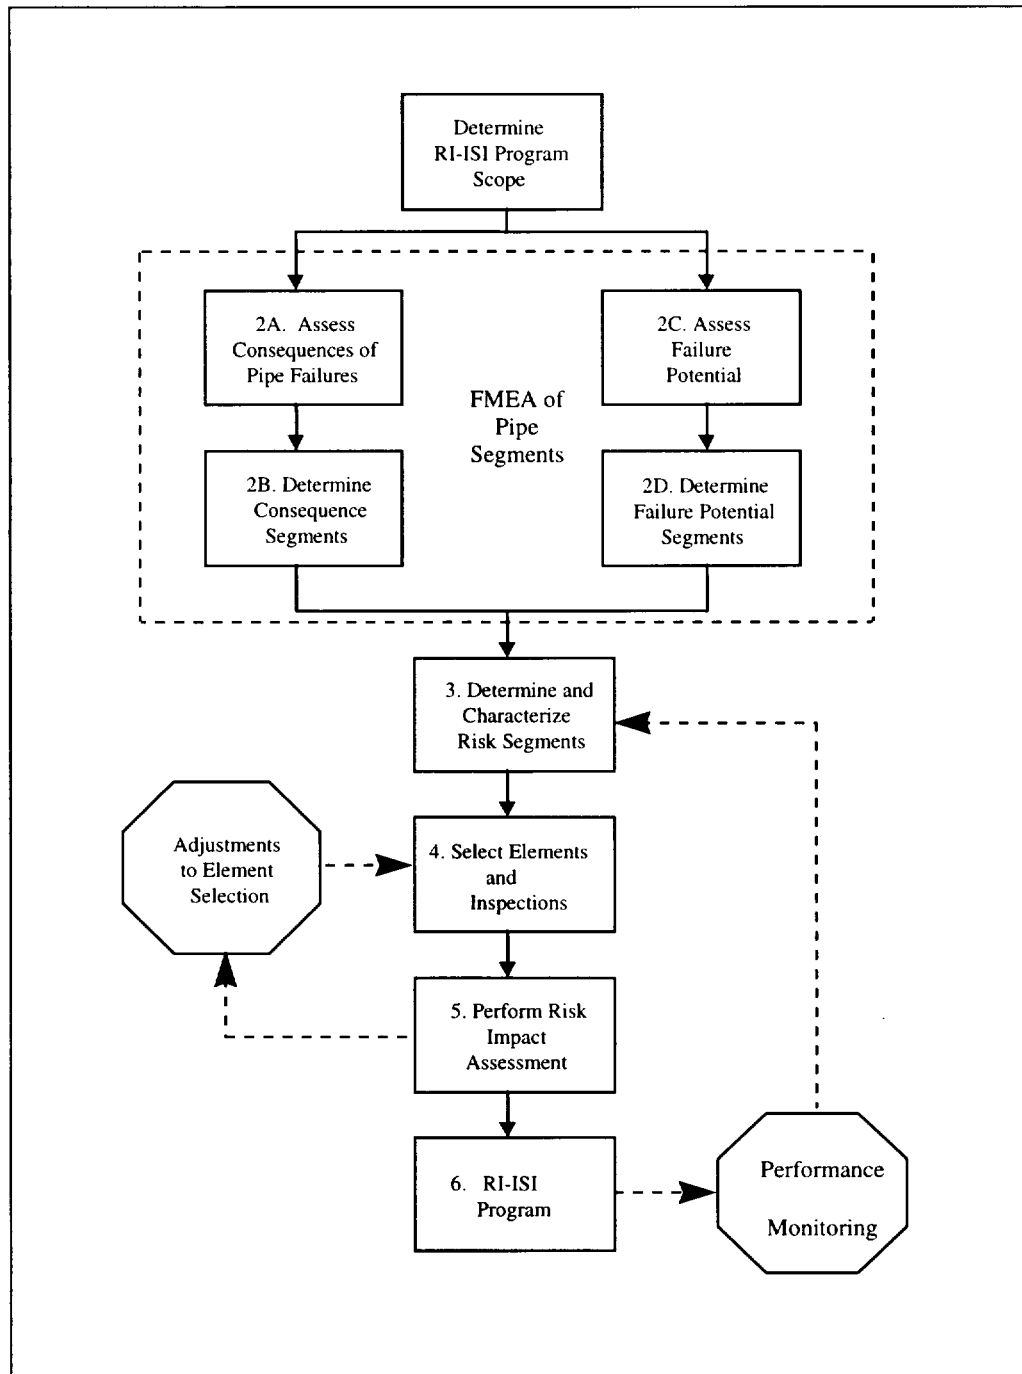 Determine
RI-ISI Program
Scope
2A. Assess
Consequences of
Pipe Failures
2C. Assess
Failure
Potential
FMEA of
Pipe
Segments
2B. Determine
Consequence
Segments
2D. Determine
Failure Potential
Segments
3. Determine and
Characterize
Risk Segments
Adjustments
to Element
Selection
4. Select Elements
and
Inspections
5. Perform Risk
Impact
Assessment
6. RI-ISI
Program
Performance
Monitoring